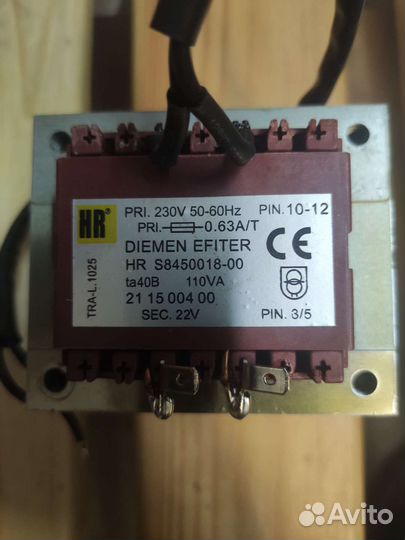 HR®
TRA-L.1025
PRI. 230V 50-60Hz PIN. 10-12
PRI. 0.63A/T
DIEMEN EFITER CE
HR S8450018-00
ta40B 110VA
21 15 004 00
SEC. 22V PIN. 3/5
Avito